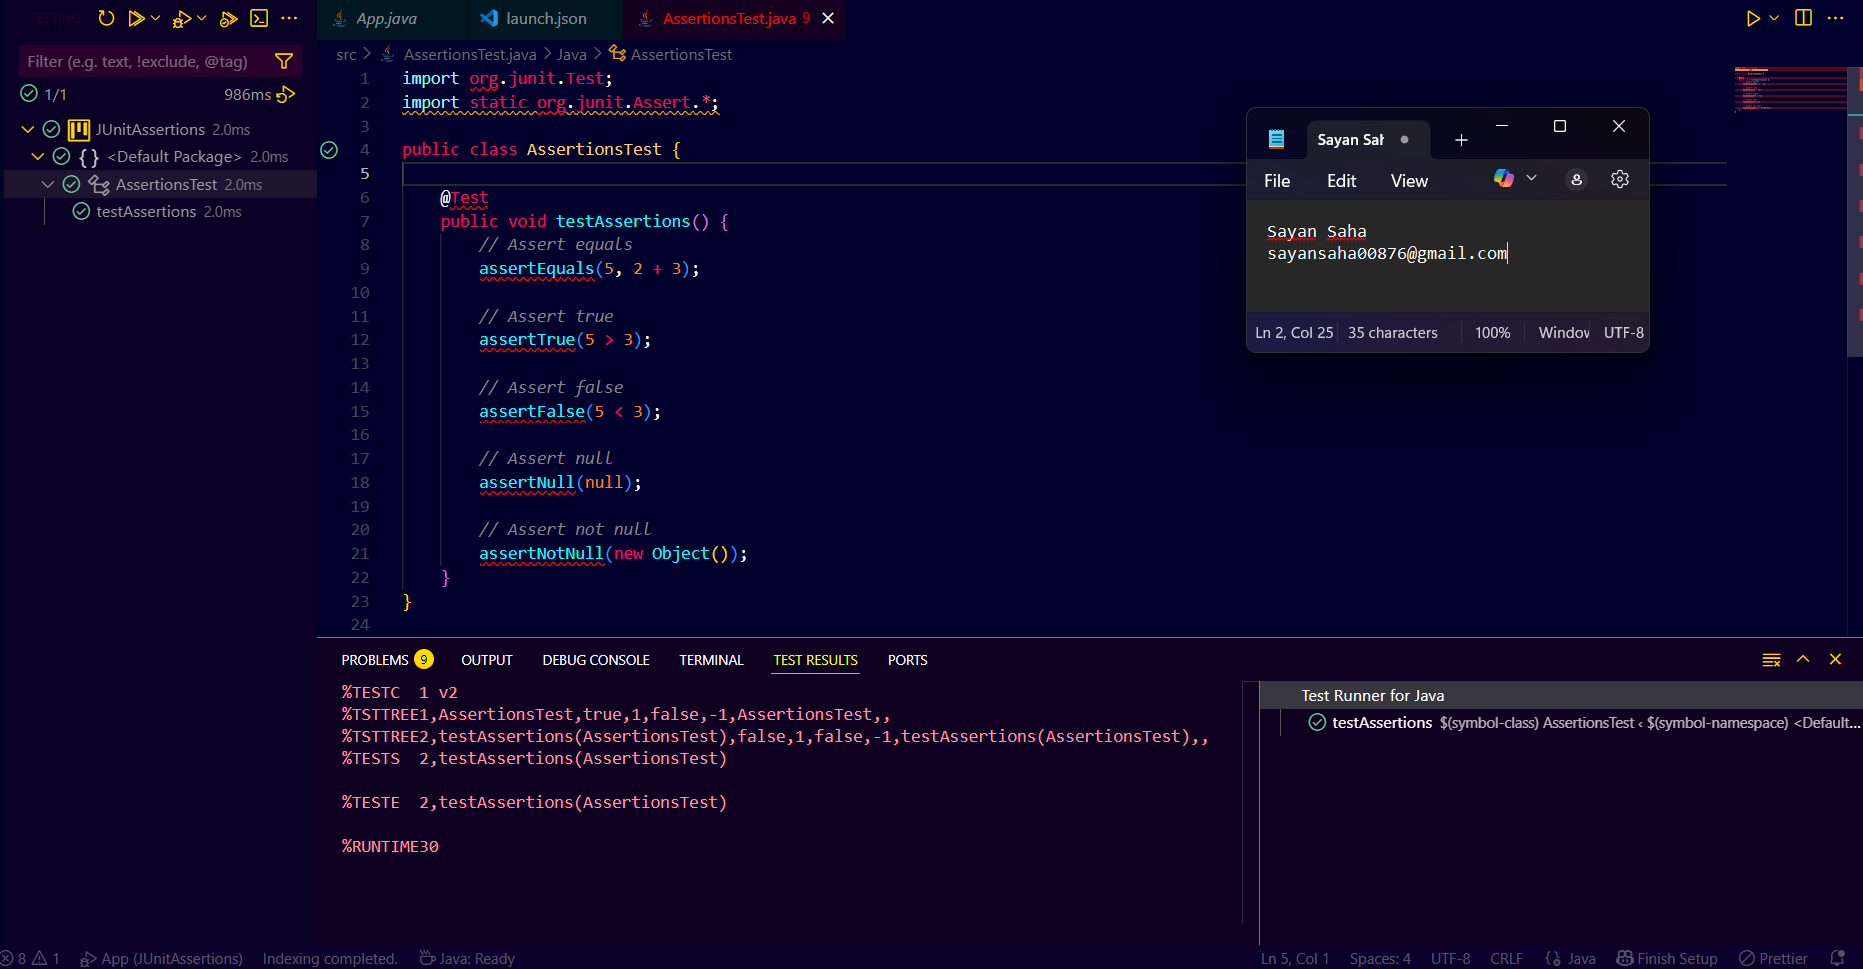 TESTING
App.java
launch.json
AssertionsTest.java 9
Filter (e.g. text, !exclude, @tag)
1/1 986ms
JUnitAssertions 2.0ms
{ } <Default Package> 2.0ms
AssertionsTest 2.0ms
testAssertions 2.0ms
src > AssertionsTest.java > Java > AssertionsTest
1 import org.junit.Test;
2 import static org.junit.Assert.*;
3
4 public class AssertionsTest {
5
6 @Test
7 public void testAssertions() {
8 // Assert equals
9 assertEquals(5, 2 + 3);
10
11 // Assert true
12 assertTrue(5 > 3);
13
14 // Assert false
15 assertFalse(5 < 3);
16
17 // Assert null
18 assertNull(null);
19
20 // Assert not null
21 assertNotNull(new Object());
22 }
23 }
24
Sayan Sah
File Edit View
Sayan Saha
sayansaha00876@gmail.com
Ln 2, Col 25 35 characters 100% Window UTF-8
PROBLEMS 9 OUTPUT DEBUG CONSOLE TERMINAL TEST RESULTS PORTS
%TESTC 1 v2
%TSTTREE1,AssertionsTest,true,1,false,-1,AssertionsTest,,
%TSTTREE2,testAssertions(AssertionsTest),false,1,false,-1,testAssertions(AssertionsTest),,
%TESTS 2,testAssertions(AssertionsTest)
%TESTE 2,testAssertions(AssertionsTest)
%RUNTIME30
Test Runner for Java
testAssertions $(symbol-class) AssertionsTest < $(symbol-namespace) <Default...
8 1 App (JUnitAssertions) Indexing completed. Java: Ready
Ln 5, Col 1 Spaces: 4 UTF-8 CRLF {} Java Finish Setup Prettier